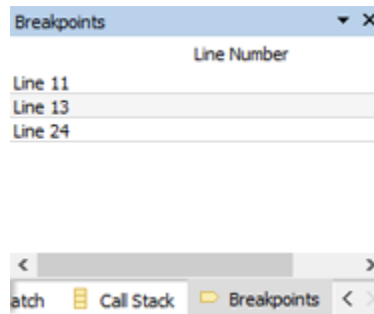 Breakpoints
Line Number
Line 11
Line 13
Line 24
atch Call Stack Breakpoints